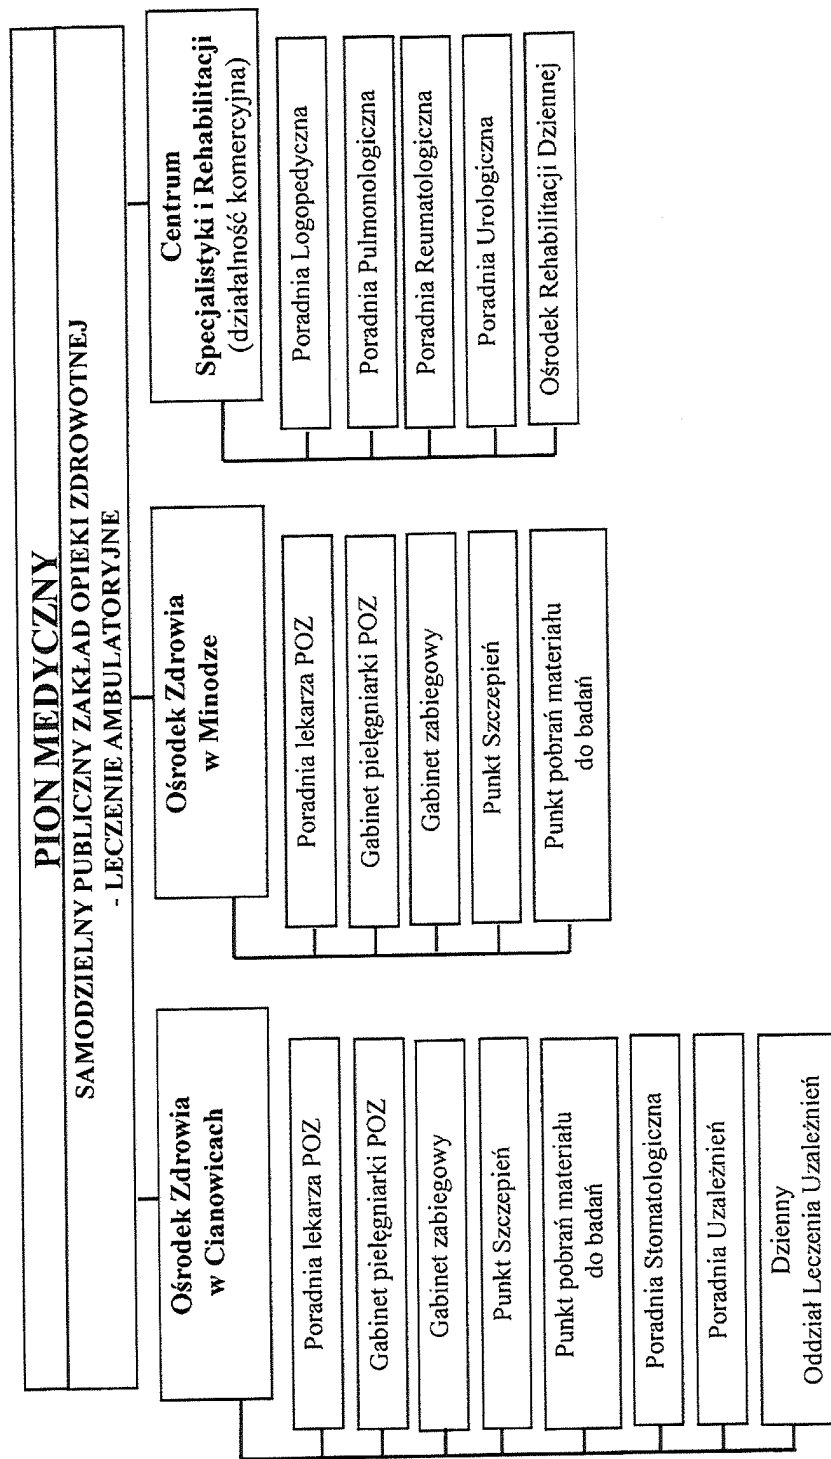 PION MEDYCZNY
SAMODZIELNY PUBLICZNY ZAKŁAD OPIEKI ZDROWOTNEJ
- LECZENIE AMBULATORYJNE
Ośrodek Zdrowia
w Cianowicach
Poradnia lekarza POZ
Gabinet pielęgniarki POZ
Gabinet zabiegowy
Punkt Szczepień
Punkt pobrań materiału
do badań
Poradnia Stomatologiczna
Poradnia Uzależnień
Dzienny
Oddział Leczenia Uzależnień
Ośrodek Zdrowia
w Minodze
Poradnia lekarza POZ
Gabinet pielęgniarki POZ
Gabinet zabiegowy
Punkt Szczepień
Punkt pobrań materiału
do badań
Centrum
Specjalistyki i Rehabilitacji
(działalność komercyjna)
Poradnia Logopedyczna
Poradnia Pulmonologiczna
Poradnia Reumatologiczna
Poradnia Urologiczna
Ośrodek Rehabilitacji Dziennej